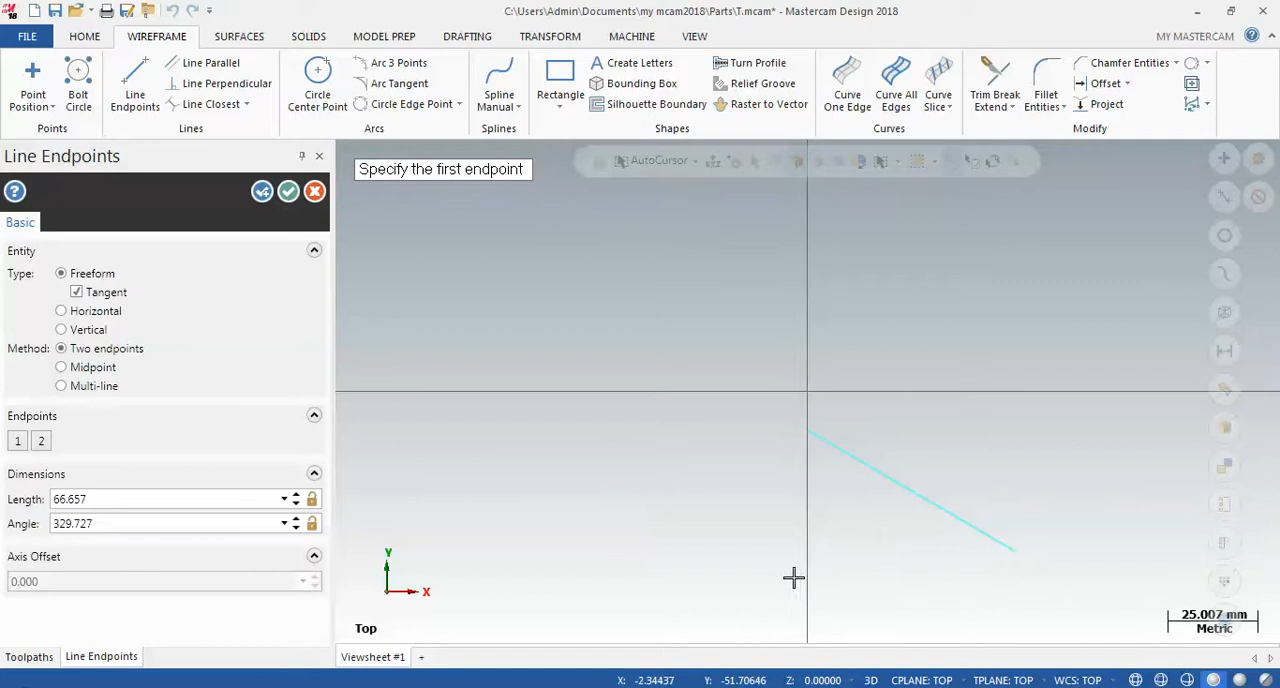 18
C:\Users\Admin\Documents\my mcam2018\Parts\T.mcam* - Mastercam Design 2018
FILE
HOME
WIREFRAME
SURFACES
SOLIDS
MODEL PREP
DRAFTING
TRANSFORM
MACHINE
VIEW
MY MASTERCAM
Point
Position
Bolt
Circle
Points
Line
Endpoints
Line Parallel
Line Perpendicular
Line Closest
Lines
Circle
Center Point
Arc 3 Points
Arc Tangent
Circle Edge Point
Arcs
Spline
Manual
Splines
Rectangle
Create Letters
Bounding Box
Silhouette Boundary
Turn Profile
Relief Groove
Raster to Vector
Shapes
Curve
One Edge
Curve All
Edges
Curve
Slice
Curves
Trim Break
Extend
Fillet
Entities
Chamfer Entities
Offset
Project
Modify
Line Endpoints
Basic
Entity
Type:
Freeform
Tangent
Horizontal
Vertical
Method:
Two endpoints
Midpoint
Multi-line
Endpoints
1
2
Dimensions
Length:
66.657
Angle:
329.727
Axis Offset
0.000
Toolpaths
Line Endpoints
Specify the first endpoint
AutoCursor
XYZ
Y
X
Top
25.007 mm
Metric
Viewsheet #1
+
X: -2.34437
Y: -51.70646
Z: 0.00000
3D
CPLANE: TOP
TPLANE: TOP
WCS: TOP